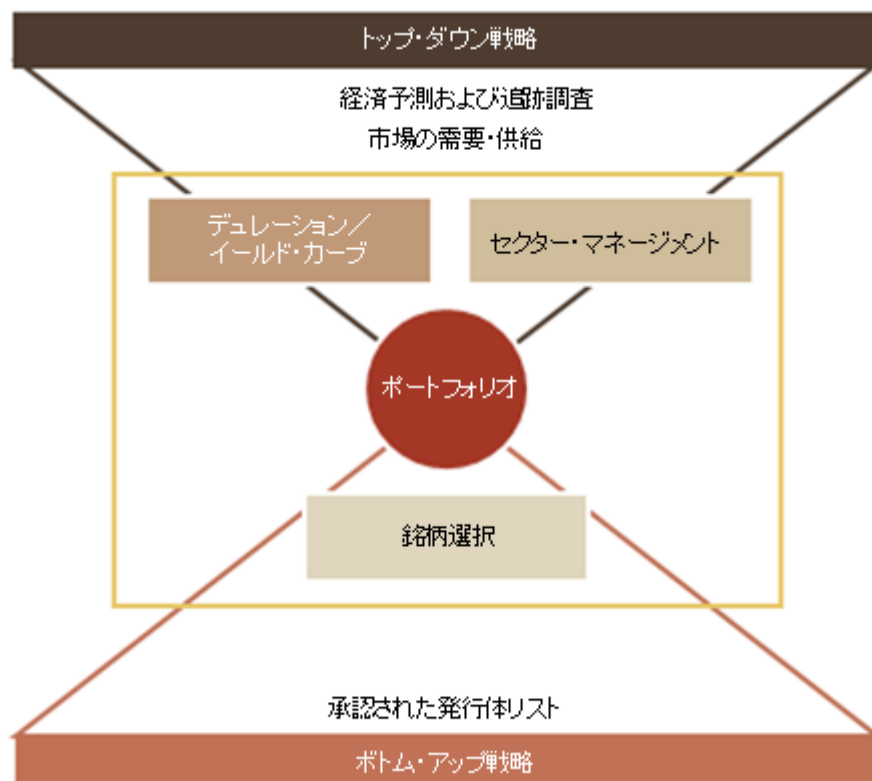 トップ・ダウン戦略
経済予測および追跡調査
市場の需要・供給
デュレーション／
イールド・カーブ
セクター・マネージメント
ポートフォリオ
銘柄選択
承認された発行体リスト
ボトム・アップ戦略